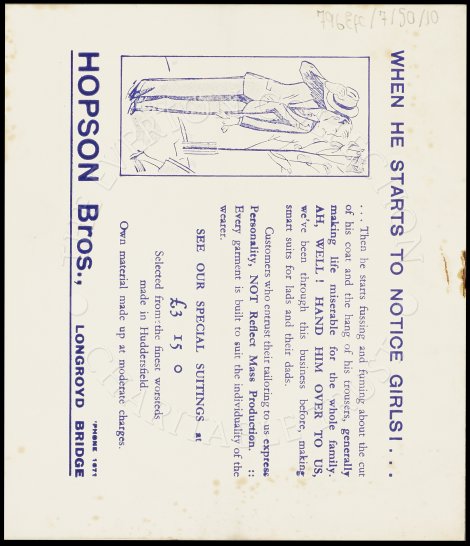 WHEN HE STARTS TO NOTICE GIRLS! . . .
. . . Then he starts fussing and fuming about the cut
of his coat and the hang of his trousers, generally
making life miserable for the whole family.
AH, WELL ! HAND HIM OVER TO US,
we've been through this business before, making
smart suits for lads and their dads.
Customers who entrust their tailoring to us express
Personality, NOT Reflect Mass Production. ::
Every garment is built to suit the individuality of the
wearer.
SEE OUR SPECIAL SUITINGS at
£3 15 0
Selected from the finest worsteds
made in Huddersfield.
Own material made up at moderate charges.
HOPSON Bros., LONGROYD BRIDGE
'PHONE 1671